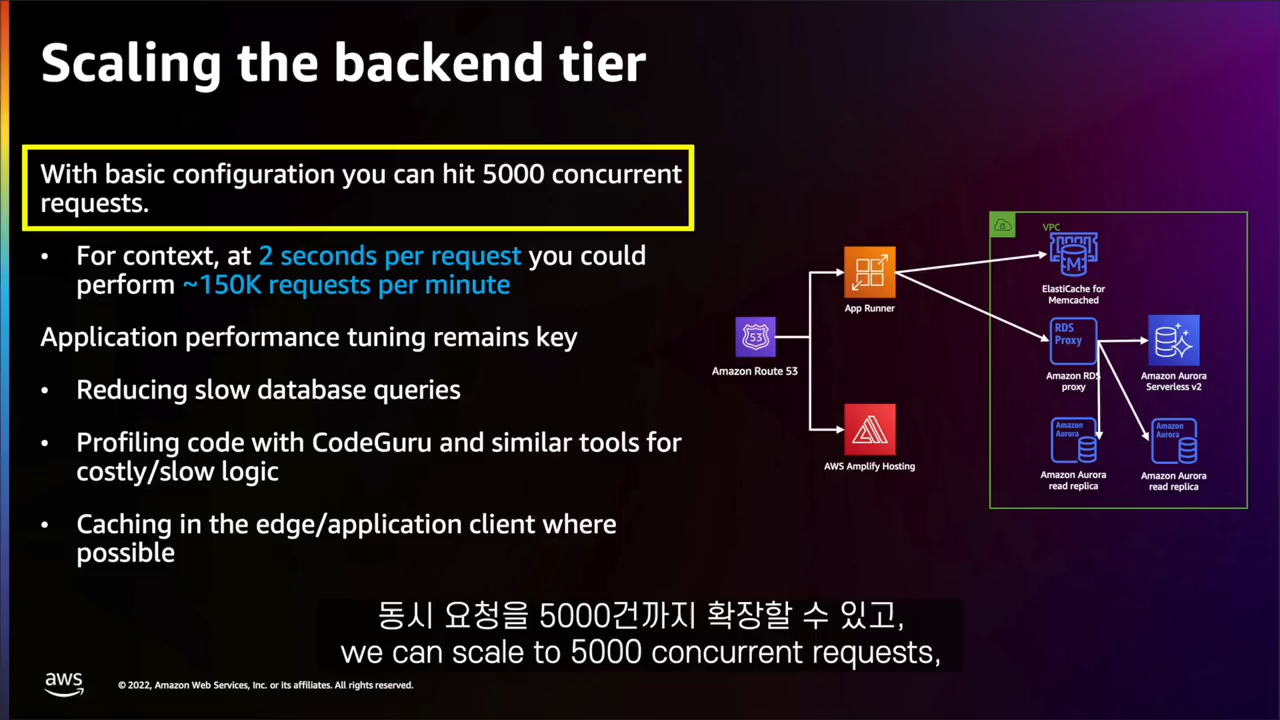 Scaling the backend tier
With basic configuration you can hit 5000 concurrent
requests.
• For context, at 2 seconds per request you could
perform ~150K requests per minute
Application performance tuning remains key
• Reducing slow database queries
• Profiling code with CodeGuru and similar tools for
costly/slow logic
• Caching in the edge/application client where
possible
53
Amazon Route 53
App Runner
AWS Amplify Hosting
VPC
M
ElastiCache for
Memcached
RDS
Proxy
Amazon RDS
proxy
Amazon Aurora
Serverless v2
Amazon
Aurora
Amazon Aurora
read replica
Amazon
Aurora
Amazon Aurora
read replica
동시 요청을 5000건까지 확장할 수 있고,
we can scale to 5000 concurrent requests,
aws
© 2022, Amazon Web Services, Inc. or its affiliates. All rights reserved.